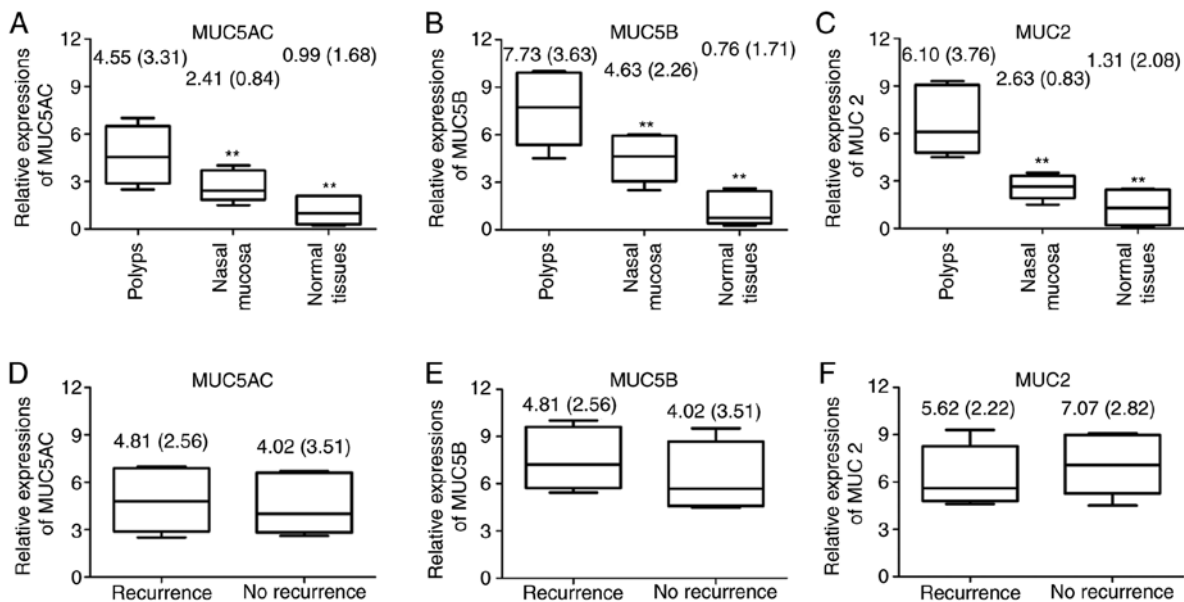 A
MUC5AC
Relative expressions
of MUC5AC
12
9
6
3
0
4.55 (3.31)
2.41 (0.84)
0.99 (1.68)
**
**
Polyps
Nasal
mucosa
Normal
tissues
B
MUC5B
Relative expressions
of MUC5B
12
9
6
3
0
7.73 (3.63)
4.63 (2.26)
0.76 (1.71)
**
**
Polyps
Nasal
mucosa
Normal
tissues
C
MUC2
Relative expressions
of MUC 2
12
9
6
3
0
6.10 (3.76)
2.63 (0.83)
1.31 (2.08)
**
**
Polyps
Nasal
mucosa
Normal
tissues
D
MUC5AC
Relative expressions
of MUC5AC
12
9
6
3
0
4.81 (2.56)
4.02 (3.51)
Recurrence
No recurrence
E
MUC5B
Relative expressions
of MUC5B
12
9
6
3
0
4.81 (2.56)
4.02 (3.51)
Recurrence
No recurrence
F
MUC2
Relative expressions
of MUC 2
12
9
6
3
0
5.62 (2.22)
7.07 (2.82)
Recurrence
No recurrence